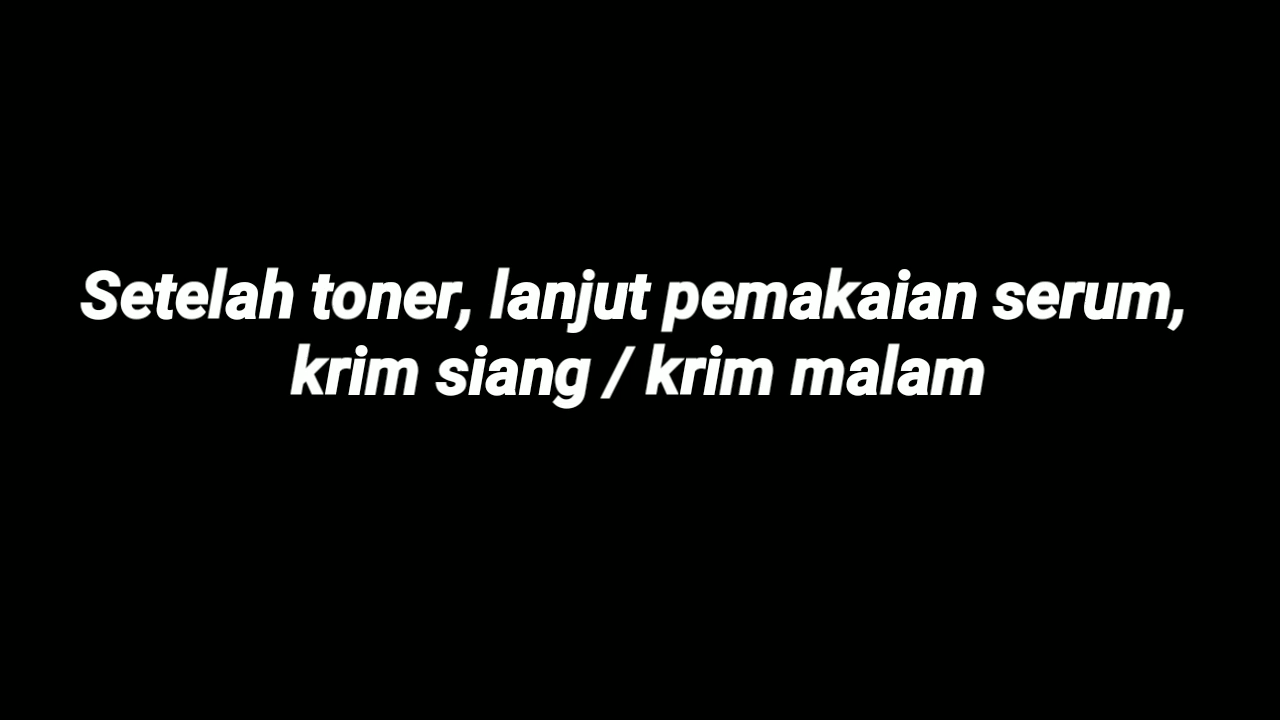 Setelah toner, lanjut pemakaian serum,
krim siang / krim malam